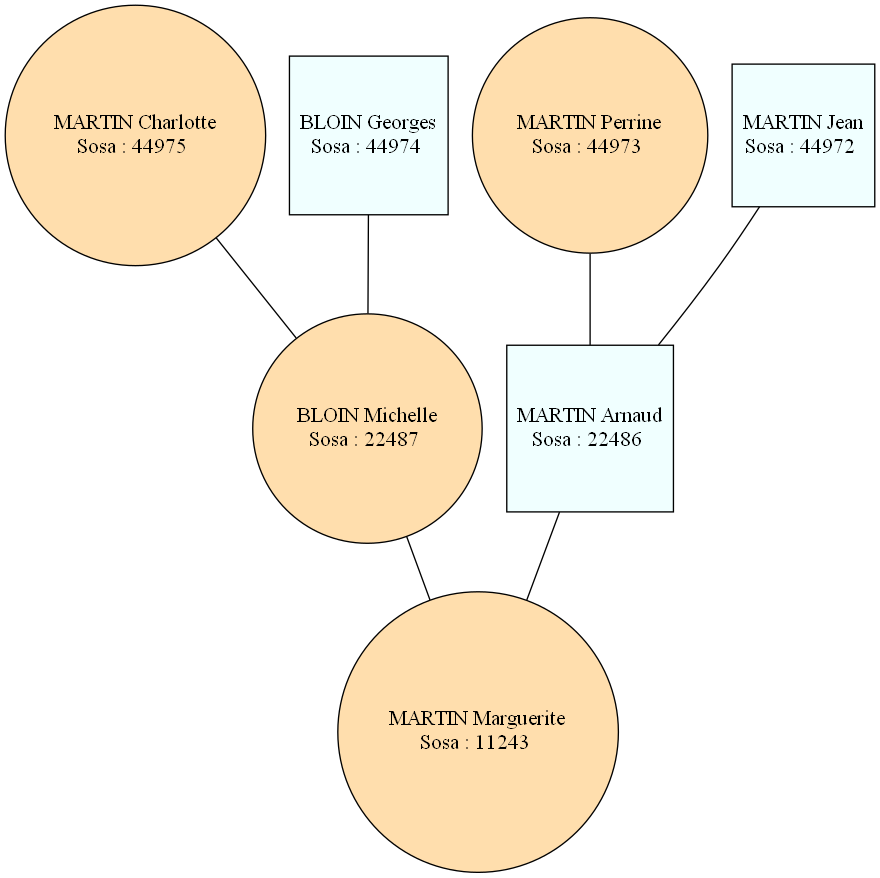 MARTIN Charlotte
Sosa : 44975
BLOIN Georges
Sosa : 44974
MARTIN Perrine
Sosa : 44973
MARTIN Jean
Sosa : 44972
BLOIN Michelle
Sosa : 22487
MARTIN Arnaud
Sosa : 22486
MARTIN Marguerite
Sosa : 11243